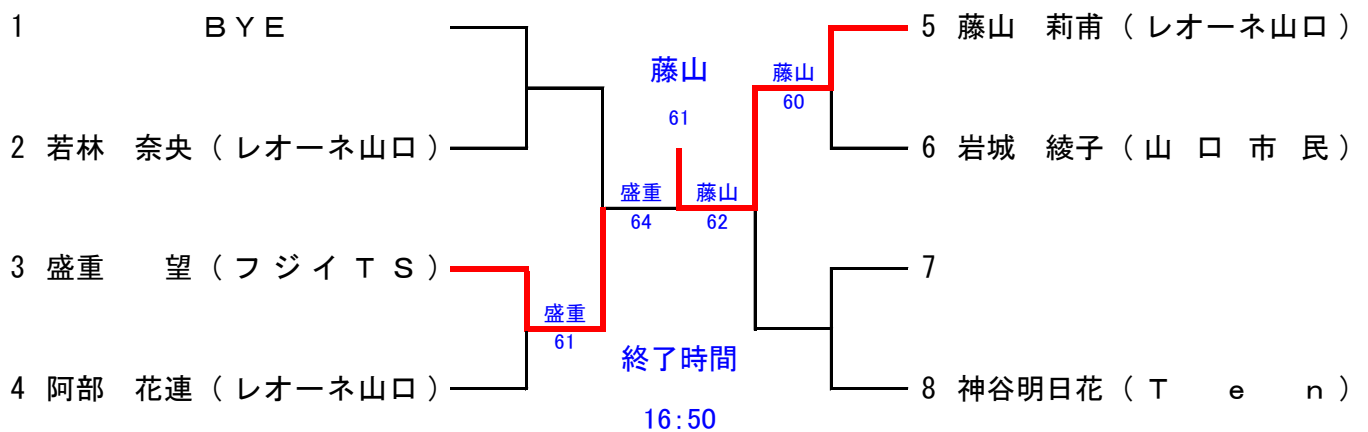 1 BYE
2 若林 奈央(レオーネ山口)
3 盛重 望(フジイTS)
4 阿部 花連(レオーネ山口)
盛重
61
盛重
64
藤山
61
藤山
62
藤山
60
終了時間
16:50
5 藤山 莉甫(レオーネ山口)
6 岩城 綾子(山口市民)
7
8 神谷明日花(Ten)